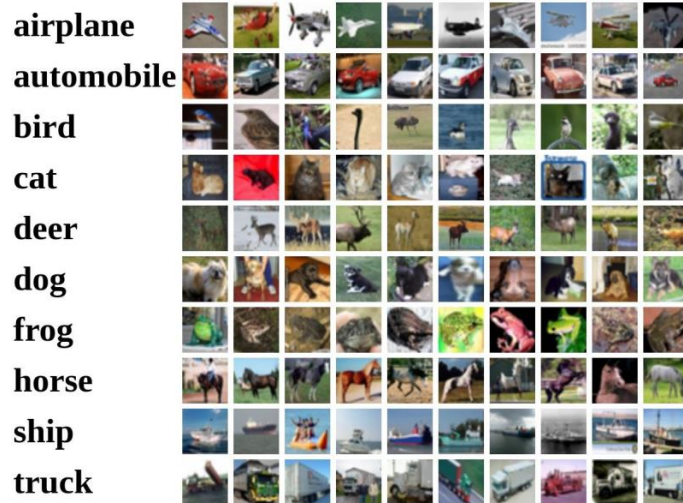 airplane
automobile
bird
cat
deer
dog
frog
horse
ship
truck